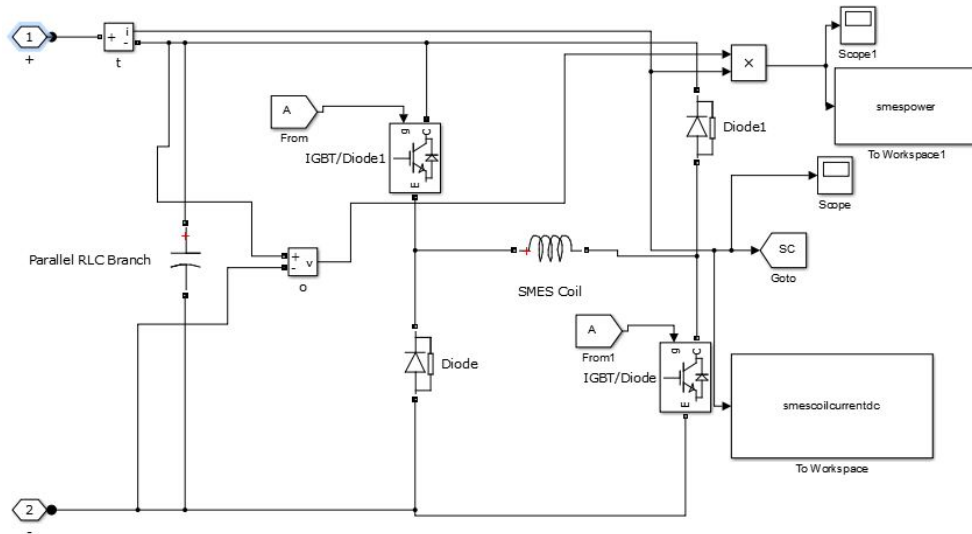 1
+
+
-
i
t
A
From
g
C
E
IGBT/Diode1
×
Scope1
smespower
To Workspace1
Diode1
Scope
SC
Goto
Parallel RLC Branch
+
+
-
v
o
+
SMES Coil
A
From1
g
C
E
IGBT/Diode
Diode
smescoilcurrentdc
To Workspace
2
-